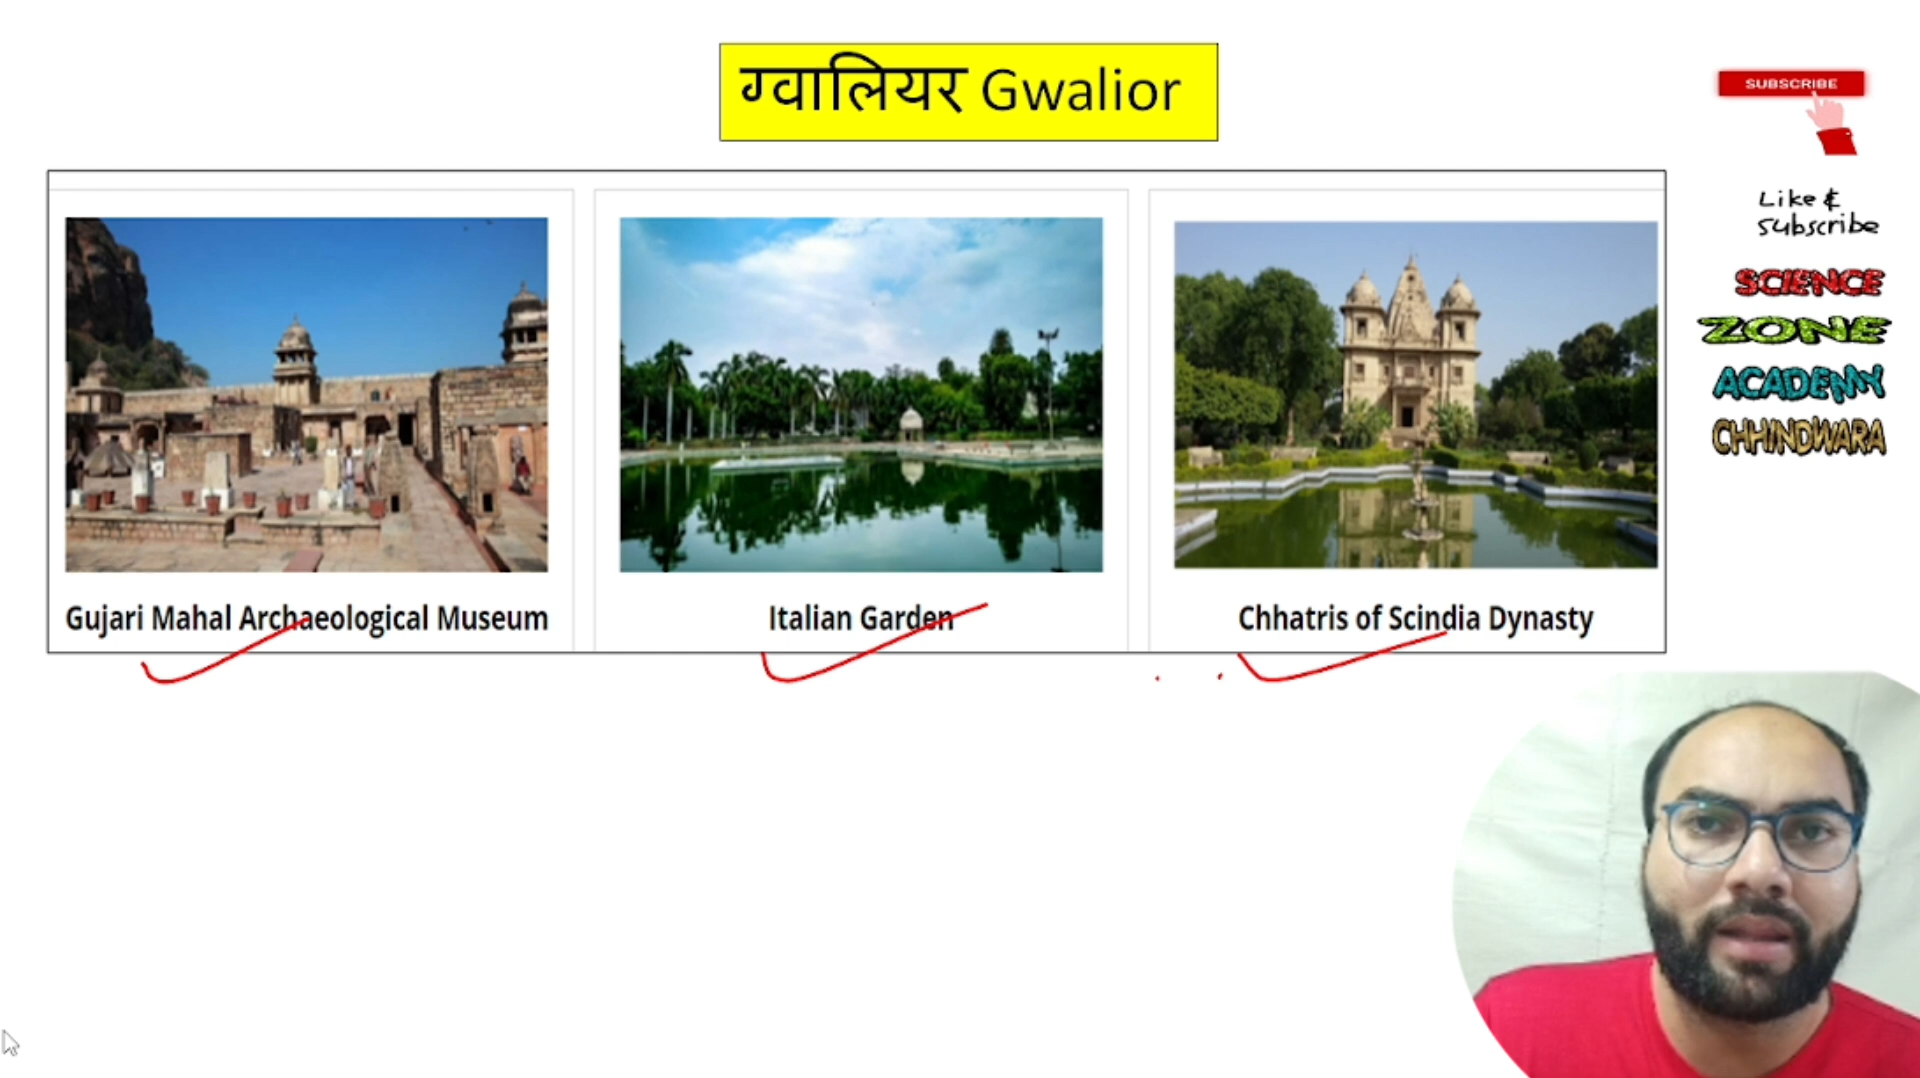 ग्वालियर Gwalior
SUBSCRIBE
Like &
Subscribe
SCIENCE
ZONE
ACADEMY
CHHINDWARA
Gujari Mahal Archaeological Museum
Italian Garden
Chhatris of Scindia Dynasty